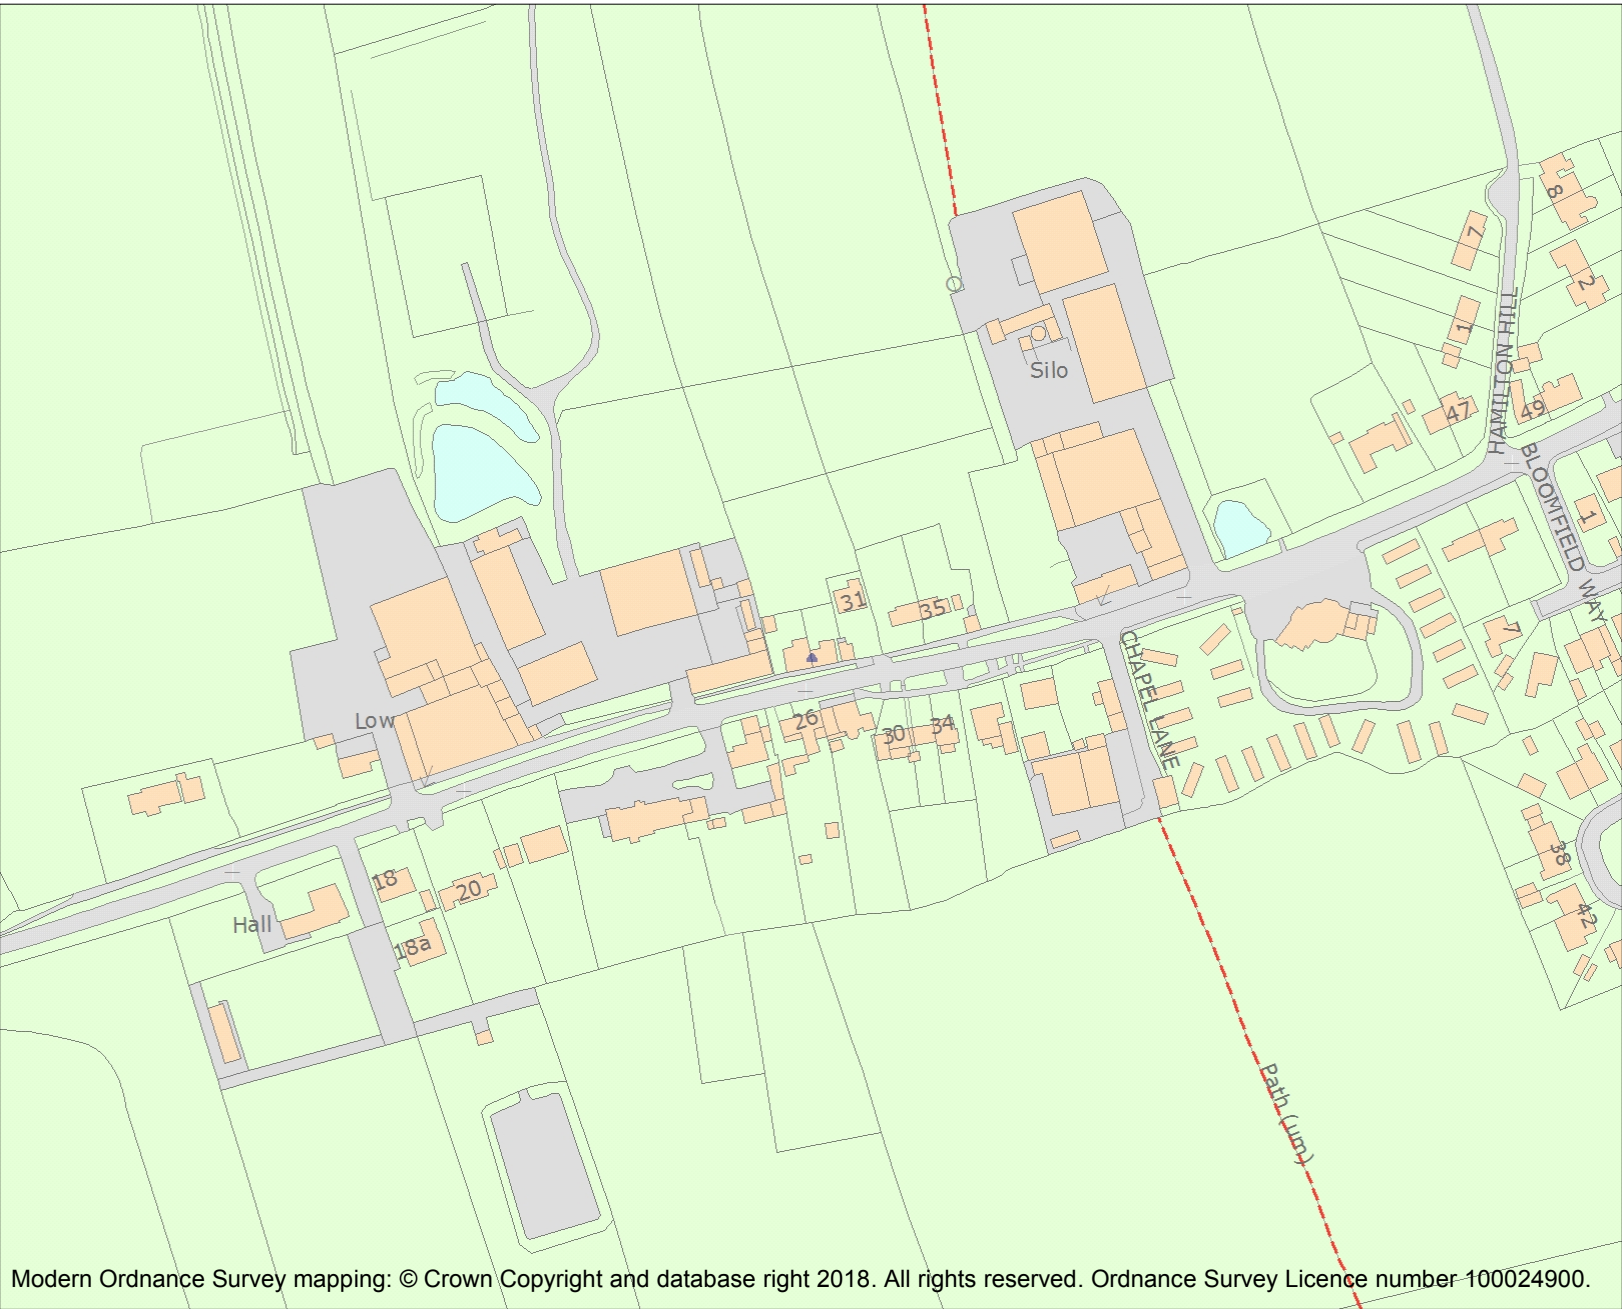 8
7
2
1
HAMILTON HILL
Silo
47
49
BLOOMFIELD WAY
1
31
35
7
CHAPEL LANE
Low
26
30
34
38
18
20
Hall
18a
42
Path (um)
Modern Ordnance Survey mapping: © Crown Copyright and database right 2018. All rights reserved. Ordnance Survey Licence number 100024900.